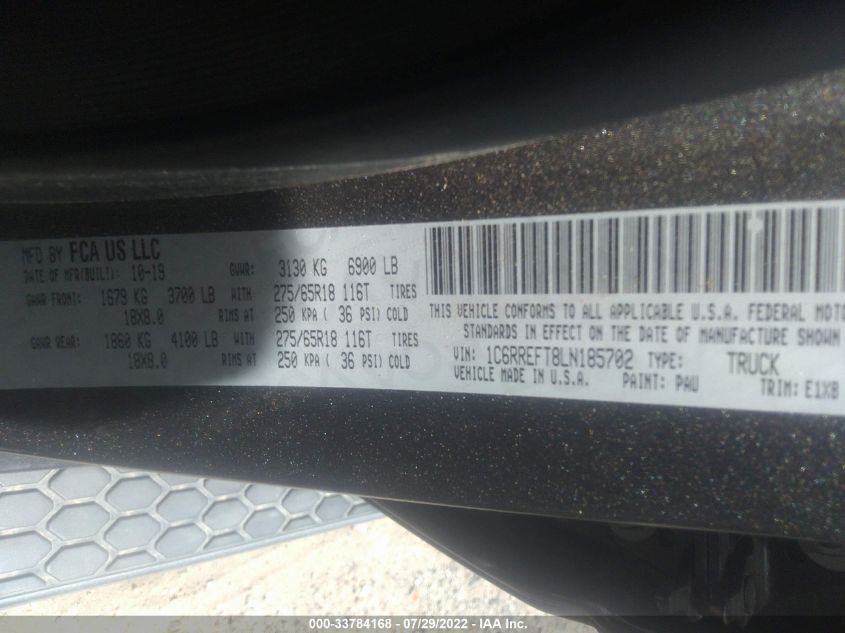 MFD BY FCA US LLC
DATE OF MFR(BUILT): 10-19 GVWR: 3130 KG 6900 LB
GAWR FRONT: 1679 KG 3700 LB WITH 275/65R18 116T TIRES
18X8.0 RIMS AT 250 KPA ( 36 PSI) COLD
GAWR REAR: 1860 KG 4100 LB WITH 275/65R18 116T TIRES
18X8.0 RIMS AT 250 KPA ( 36 PSI) COLD
THIS VEHICLE CONFORMS TO ALL APPLICABLE U.S.A. FEDERAL MOTO
STANDARDS IN EFFECT ON THE DATE OF MANUFACTURE SHOWN
VIN: 1C6RREFT8LN185702 TYPE: TRUCK
VEHICLE MADE IN U.S.A. PAINT: PAU TRIM: E1X8
000-33784168 - 07/29/2022 - IAA Inc.